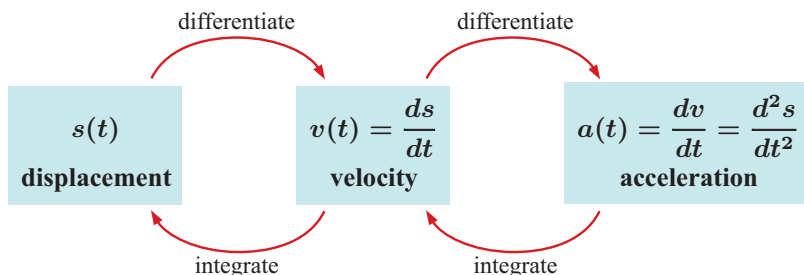 differentiate differentiate
s(t) v(t) = ds/dt a(t) = dv/dt = d²s/dt²
displacement velocity acceleration
integrate integrate